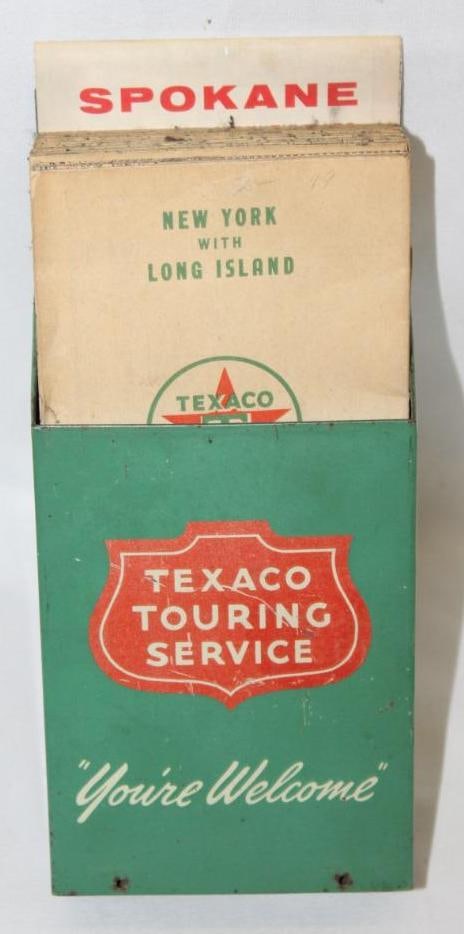 SPOKANE
NEW YORK
WITH
LONG ISLAND
TEXACO
T
TEXACO
TOURING
SERVICE
"You're Welcome"